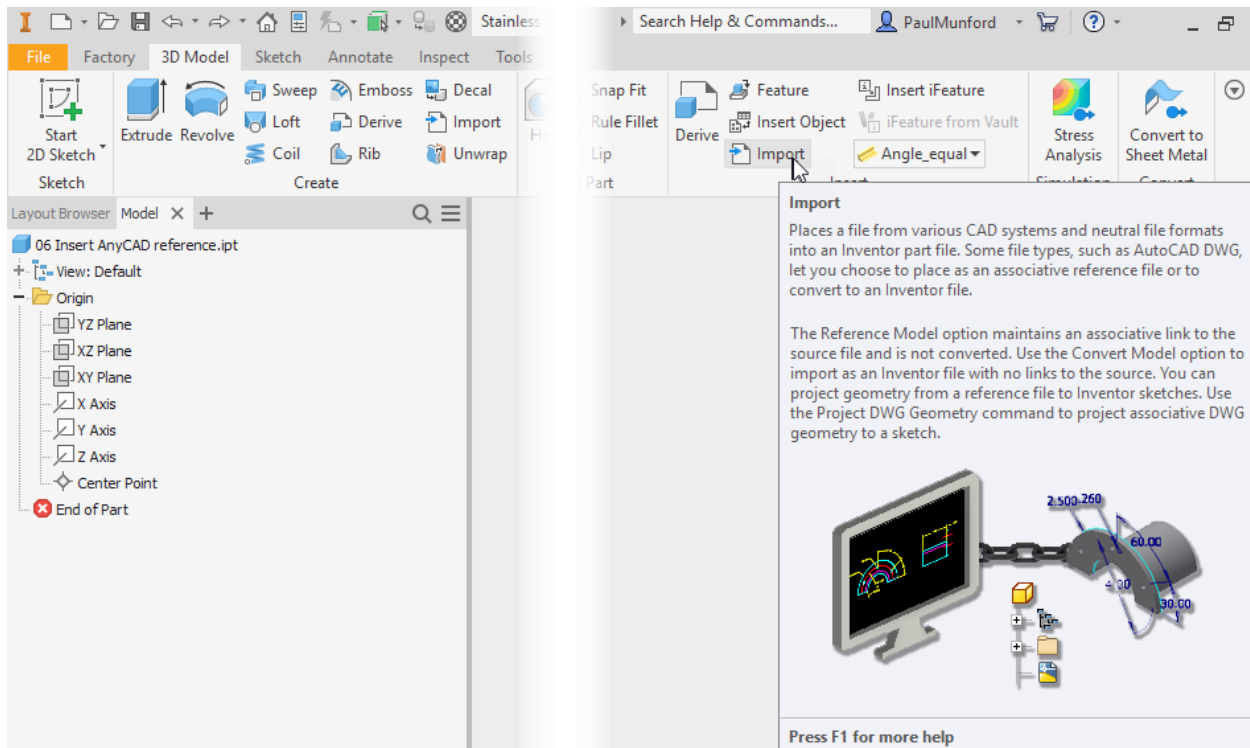 Stainless
Search Help & Commands...
PaulMunford
File
Factory
3D Model
Sketch
Annotate
Inspect
Tools
Start
2D Sketch
Extrude
Revolve
Sweep
Loft
Coil
Emboss
Derive
Rib
Decal
Import
Unwrap
Snap Fit
Rule Fillet
Lip
Derive
Feature
Insert Object
Import
Insert iFeature
iFeature from Vault
Angle_equal
Stress
Analysis
Convert to
Sheet Metal
Sketch
Create
Part
Insert
Simulation
Convert
Layout Browser
Model
06 Insert AnyCAD reference.ipt
View: Default
Origin
YZ Plane
XZ Plane
XY Plane
X Axis
Y Axis
Z Axis
Center Point
End of Part
Import
Places a file from various CAD systems and neutral file formats
into an Inventor part file. Some file types, such as AutoCAD DWG,
let you choose to place as an associative reference file or to
convert to an Inventor file.
The Reference Model option maintains an associative link to the
source file and is not converted. Use the Convert Model option to
import as an Inventor file with no links to the source. You can
project geometry from a reference file to Inventor sketches. Use
the Project DWG Geometry command to project associative DWG
geometry to a sketch.
2.500
.260
60.00
30.00
Press F1 for more help